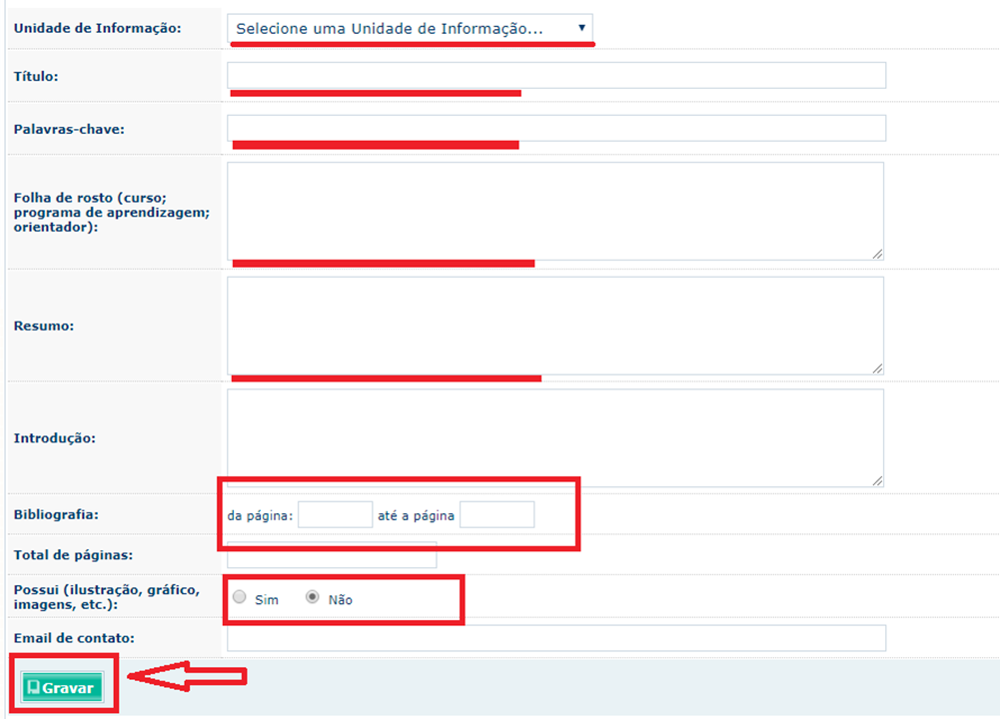 Unidade de Informação: Selecione uma Unidade de Informação...
Título:
Palavras-chave:
Folha de rosto (curso;
programa de aprendizagem;
orientador):
Resumo:
Introdução:
Bibliografia: da página: até a página
Total de páginas:
Possui (ilustração, gráfico,
imagens, etc.): Sim Não
Email de contato:
Gravar